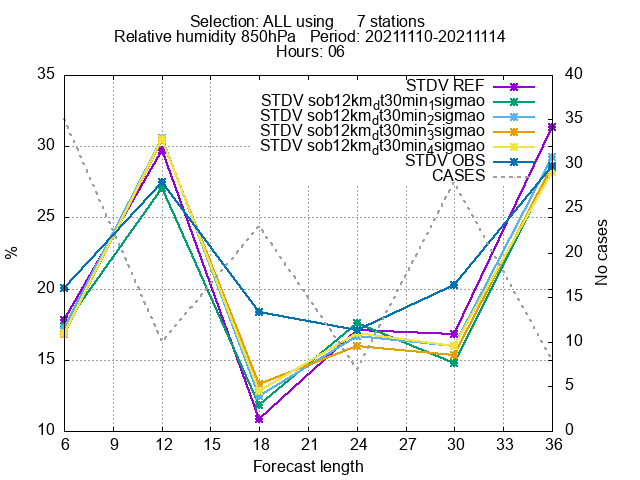 Selection: ALL using 7 stations
Relative humidity 850hPa Period: 20211110-20211114
Hours: 06
35
30
25
20
15
10
40
35
30
25
20
15
10
5
0
%
No cases
STDV REF
STDV sob12km_dt30min_1sigmao
STDV sob12km_dt30min_2sigmao
STDV sob12km_dt30min_3sigmao
STDV sob12km_dt30min_4sigmao
STDV OBS
CASES
6 9 12 15 18 21 24 27 30 33 36
Forecast length